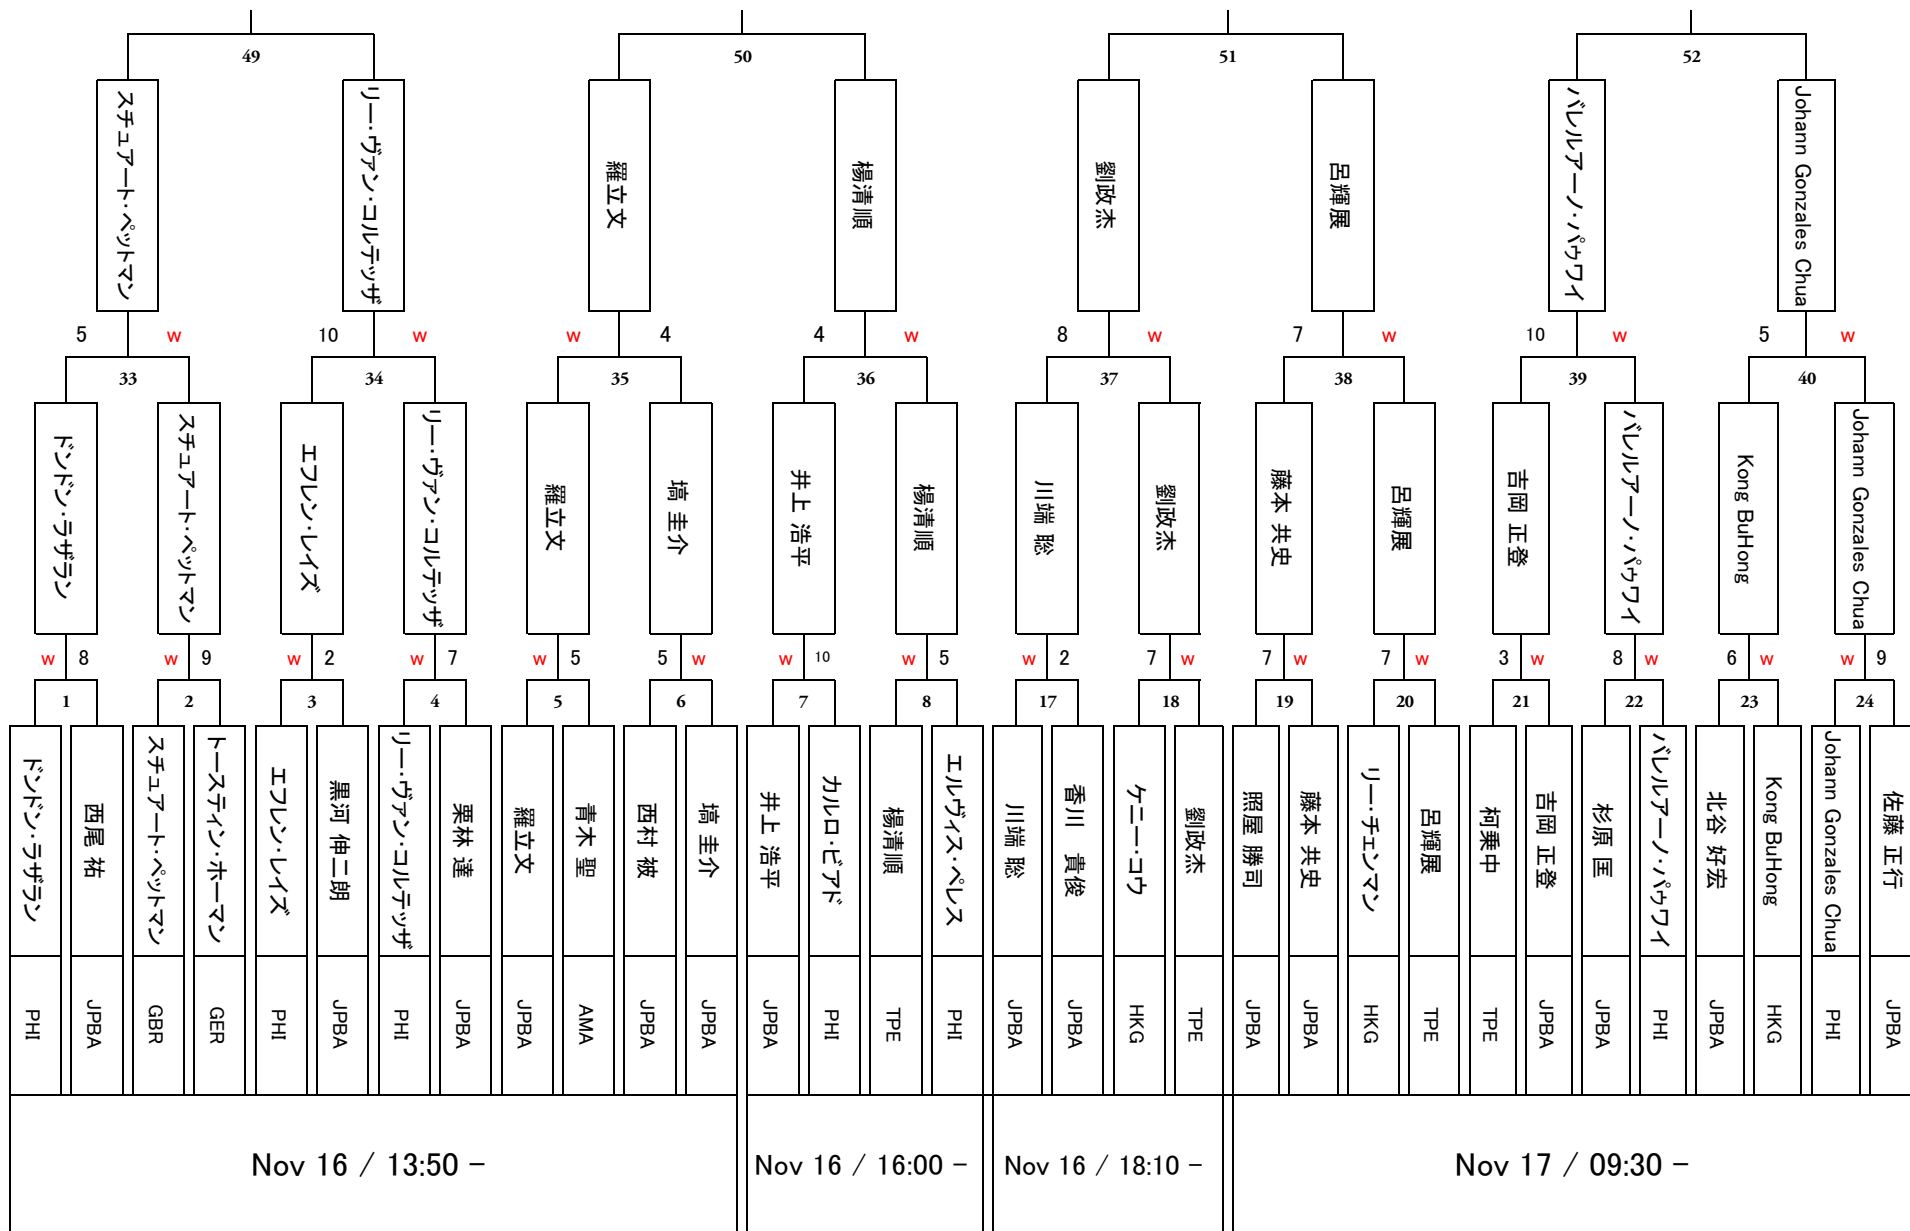 49
50
51
52
スチュアート・ペットマン
リー・ヴァン・コルテッザ
羅立文
楊清順
劉政杰
呂輝展
バレルアーノ・パゥワイ
Johann Gonzales Chua
5 w
10 w
w 4
4 w
8 w
7 w
10 w
5 w
33
34
35
36
37
38
39
40
ドンドン・ラザラン
スチュアート・ペットマン
エフレン・レイズ
リー・ヴァン・コルテッザ
羅立文
塙 圭介
井上 浩平
楊清順
川端 聡
劉政杰
藤本 共史
呂輝展
吉岡 正登
バレルアーノ・パゥワイ
Kong BuHong
Johann Gonzales Chua
w 8
w 9
w 2
w 7
w 5
5 w
w 10
w 5
w 2
7 w
7 w
7 w
3 w
8 w
6 w
w 9
1
2
3
4
5
6
7
8
17
18
19
20
21
22
23
24
ドンドン・ラザラン
西尾 祐
スチュアート・ペットマン
トースティン・ホーマン
エフレン・レイズ
黒河 伸二朗
リー・ヴァン・コルテッザ
栗林 達
羅立文
青木 聖
西村 被
塙 圭介
井上 浩平
カルロ・ビアド
楊清順
エルヴィス・ペレス
川端 聡
香川 貴俊
ケニー・コウ
劉政杰
照屋 勝司
藤本 共史
リー・チェンマン
呂輝展
柯乗中
吉岡 正登
杉原 匡
バレルアーノ・パゥワイ
北谷 好宏
Kong BuHong
Johann Gonzales Chua
佐藤 正行
PHI
JPBA
GBR
GER
PHI
JPBA
PHI
JPBA
JPBA
AMA
JPBA
JPBA
JPBA
PHI
TPE
PHI
JPBA
JPBA
HKG
TPE
JPBA
JPBA
HKG
TPE
TPE
JPBA
JPBA
PHI
JPBA
HKG
PHI
JPBA
Nov 16 / 13:50 -
Nov 16 / 16:00 -
Nov 16 / 18:10 -
Nov 17 / 09:30 -